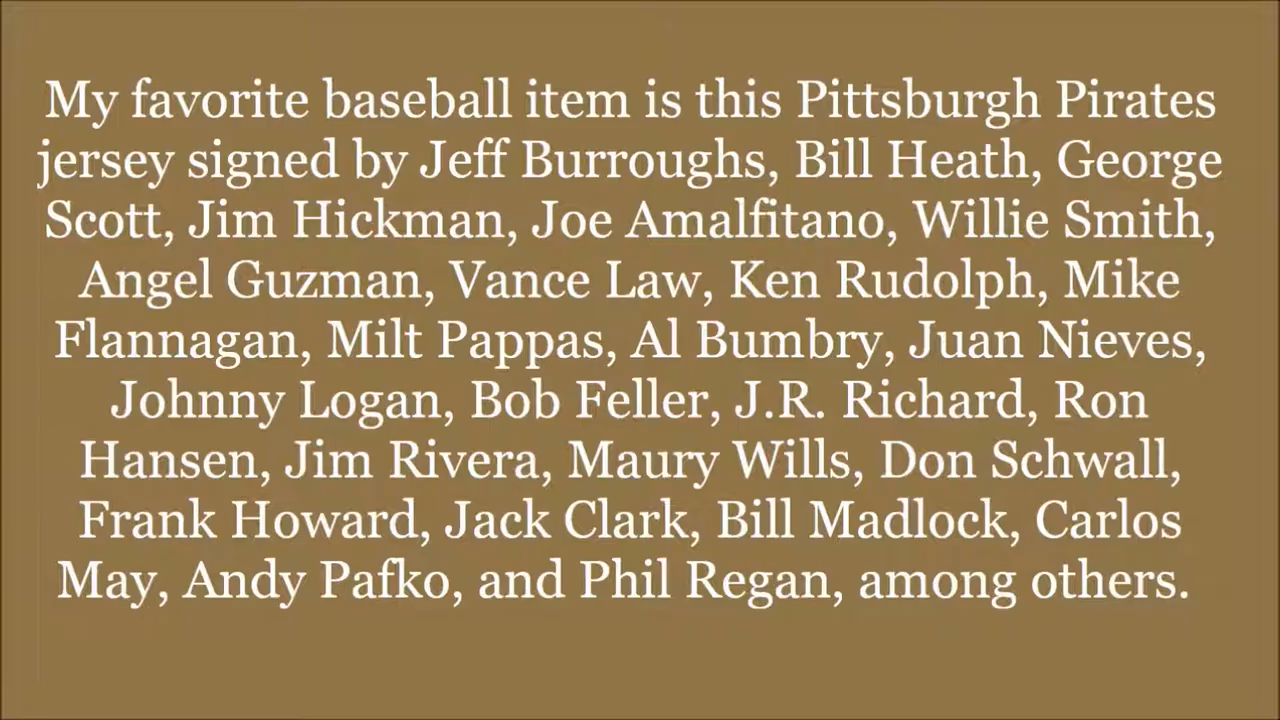 My favorite baseball item is this Pittsburgh Pirates
jersey signed by Jeff Burroughs, Bill Heath, George
Scott, Jim Hickman, Joe Amalfitano, Willie Smith,
Angel Guzman, Vance Law, Ken Rudolph, Mike
Flannagan, Milt Pappas, Al Bumbry, Juan Nieves,
Johnny Logan, Bob Feller, J.R. Richard, Ron
Hansen, Jim Rivera, Maury Wills, Don Schwall,
Frank Howard, Jack Clark, Bill Madlock, Carlos
May, Andy Pafko, and Phil Regan, among others.